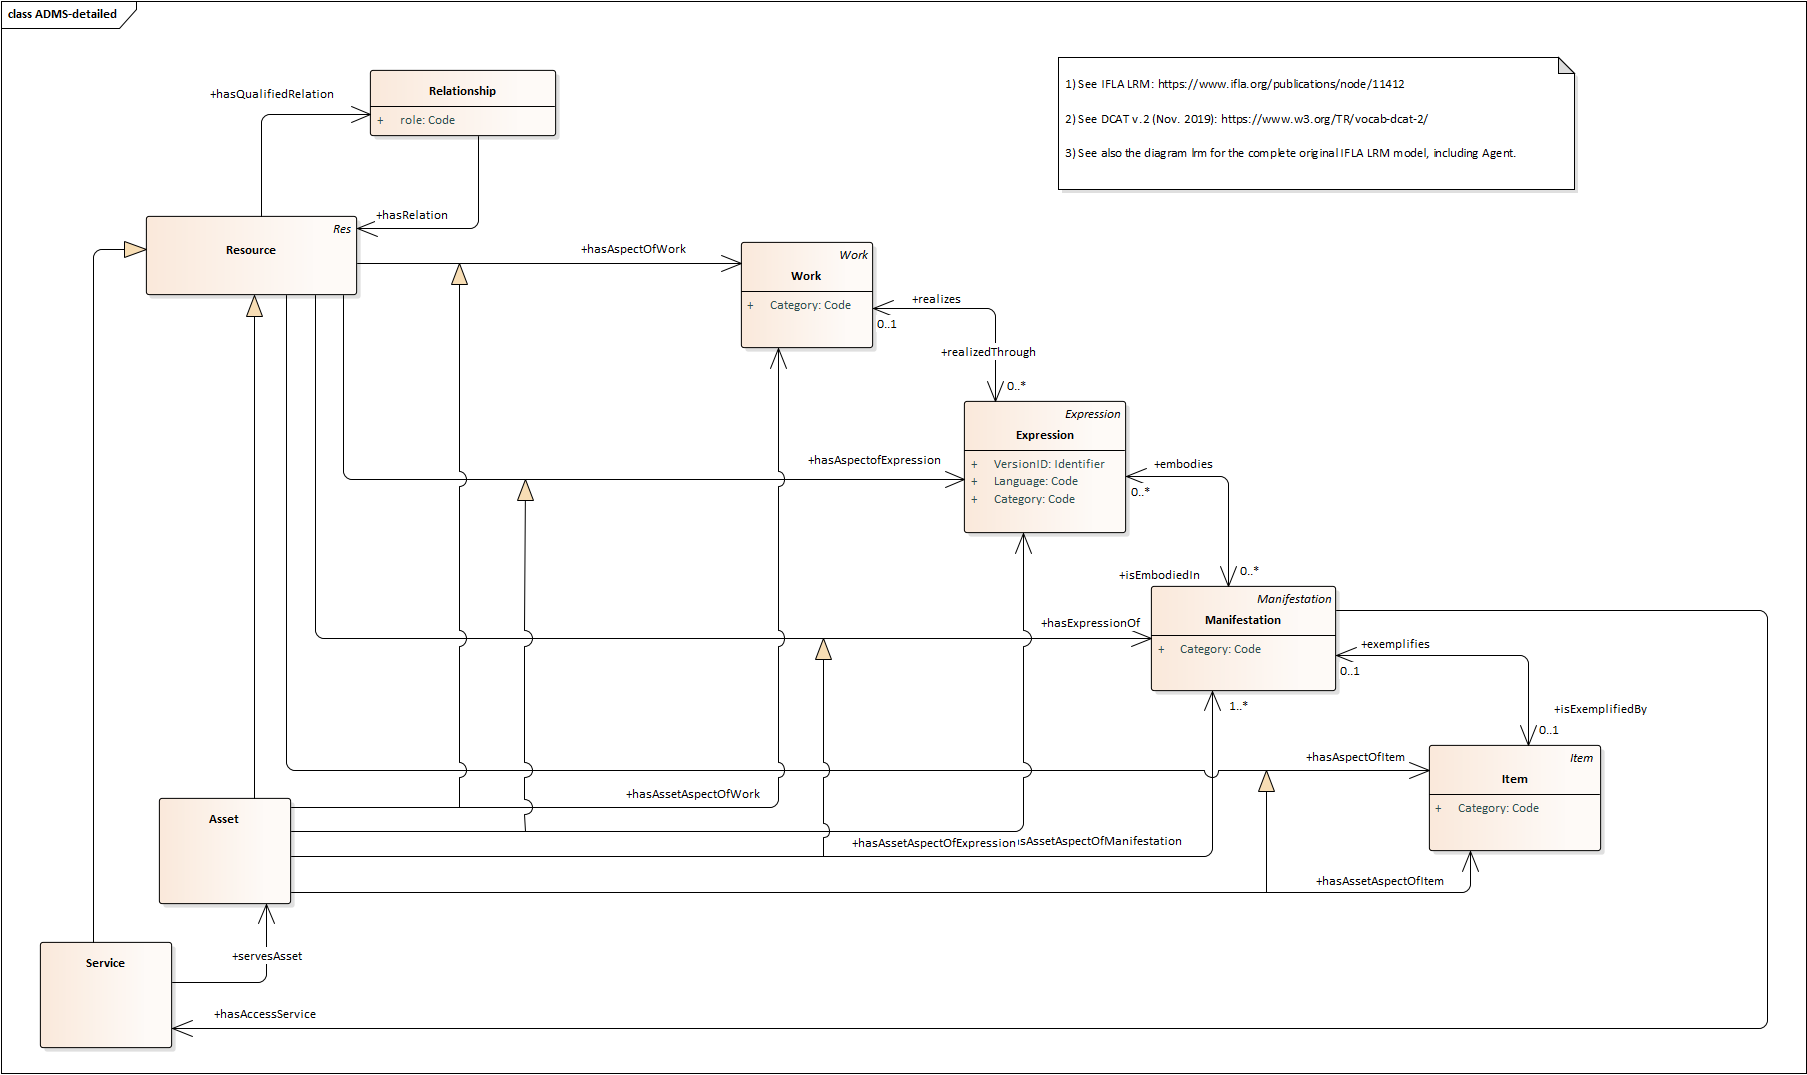 class ADMS-detailed
1) See IFLA LRM: https://www.ifla.org/publications/node/11412
2) See DCAT v.2 (Nov. 2019): https://www.w3.org/TR/vocab-dcat-2/
3) See also the diagram lrm for the complete original IFLA LRM model, including Agent.
+hasQualifiedRelation
Relationship
+ role: Code
+hasRelation
Res
Resource
+hasAspectOfWork
Work
Work
+ Category: Code
+realizes
0..1
+realizedThrough
0..*
Expression
Expression
+ VersionID: Identifier
+ Language: Code
+ Category: Code
+hasAspectofExpression
+embodies
0..*
+isEmbodiedIn
0..*
Manifestation
Manifestation
+ Category: Code
+hasExpressionOf
+exemplifies
0..1
1..*
+isExemplifiedBy
0..1
Item
Item
+ Category: Code
+hasAspectOfItem
+hasAssetAspectOfWork
Asset
+hasAssetAspectOfExpression
sAssetAspectOfManifestation
+hasAssetAspectOfItem
+servesAsset
Service
+hasAccessService